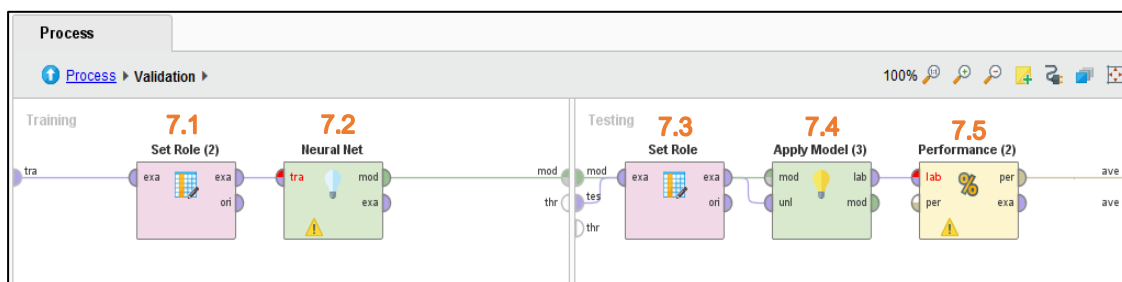 Process
Process ▸ Validation ▸
100%
Training
7.1
Set Role (2)
tra
exa
exa
ori
7.2
Neural Net
tra
mod
exa
mod
thr
Testing
mod
tes
thr
7.3
Set Role
exa
exa
ori
7.4
Apply Model (3)
mod
lab
unl
mod
7.5
Performance (2)
lab
per
%
per
exa
ave
ave